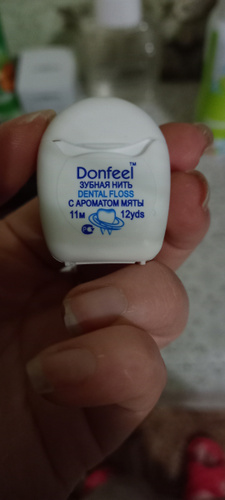 Donfeel™
ЗУБНАЯ НИТЬ
DENTAL FLOSS
С АРОМАТОМ МЯТЫ
11м 12yds